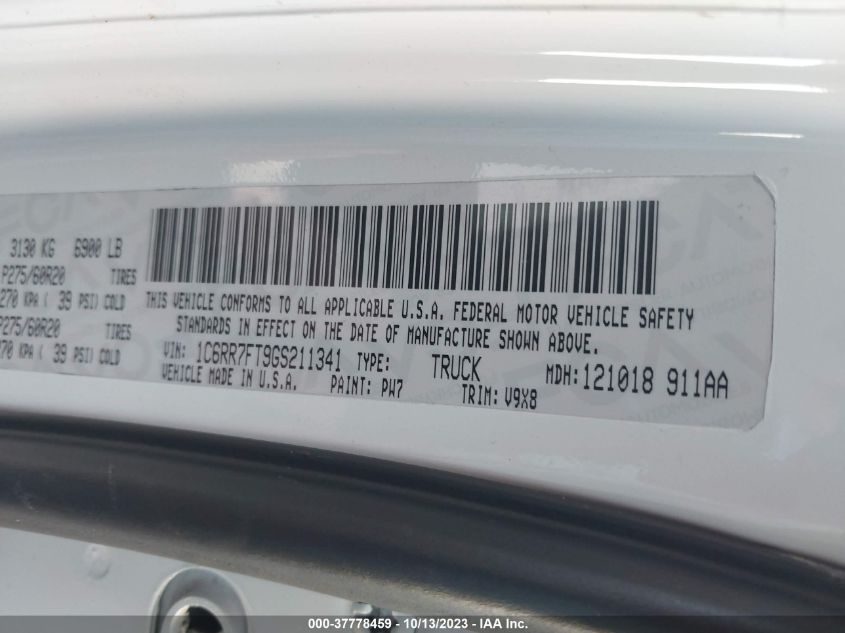 3130 KG 6900 LB
P275/60R20 TIRES
270 KPA ( 39 PSI) COLD
P275/60R20 TIRES
270 KPA ( 39 PSI) COLD
THIS VEHICLE CONFORMS TO ALL APPLICABLE U.S.A. FEDERAL MOTOR VEHICLE SAFETY
STANDARDS IN EFFECT ON THE DATE OF MANUFACTURE SHOWN ABOVE.
VIN: 1C6RR7FT9GS211341 TYPE: TRUCK MDH:121018 911AA
VEHICLE MADE IN U.S.A. PAINT: PW7 TRIM: V9X8
000-37778459 - 10/13/2023 - IAA Inc.